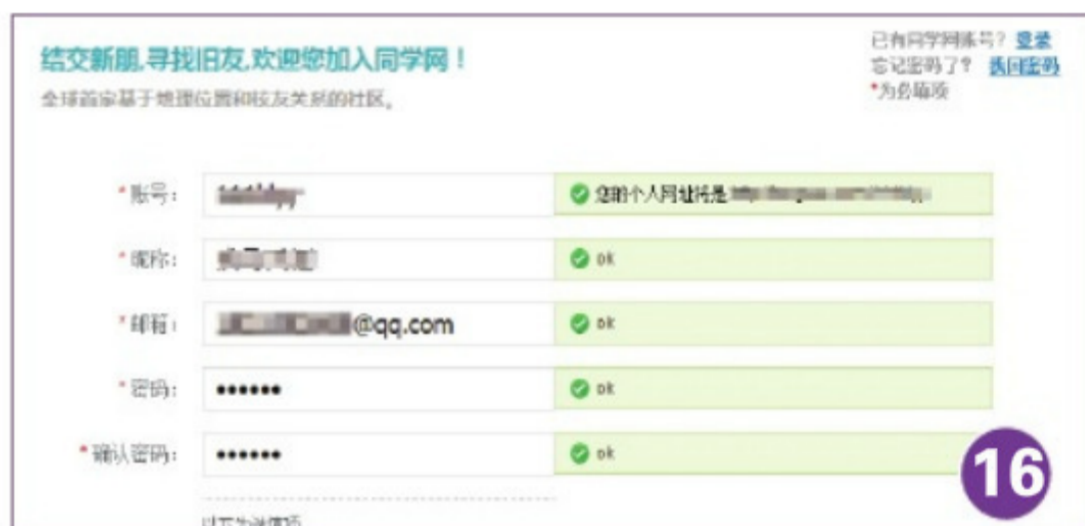 结交新朋,寻找旧友,欢迎您加入同学网!
全球首家基于地理位置和校友关系的社区。
已有同学网账号? 登录
忘记密码了? 找回密码
*为必填项
*账号:
您的个人网址将是
*昵称:
ok
*邮箱:
@qq.com
ok
*密码:
••••••
ok
*确认密码:
••••••
ok
16